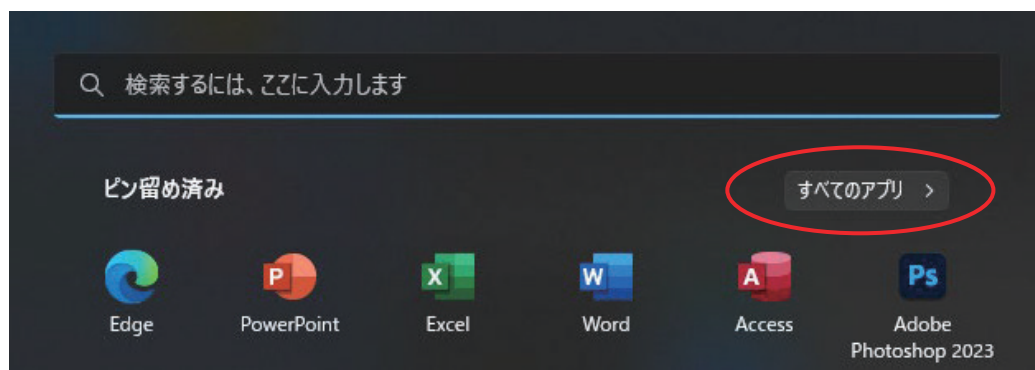 検索するには、ここに入力します
ピン留め済み
すべてのアプリ >
Edge
PowerPoint
Excel
Word
Access
Adobe
Photoshop 2023
P
X
W
A
Ps